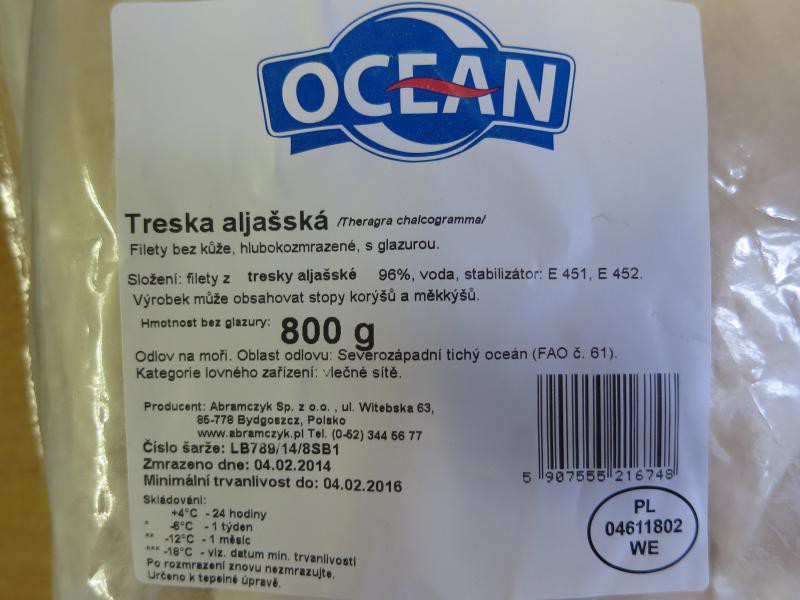 OCEAN
Treska aljašská /Theragra chalcogramma/
Filety bez kůže, hlubokozmrazené, s glazurou.
Složení: filety z tresky aljašské 96%, voda, stabilizátor: E 451, E 452.
Výrobek může obsahovat stopy korýšů a měkkýšů.
Hmotnost bez glazury: 800 g
Odlov na moři. Oblast odlovu: Severozápadní tichý oceán (FAO č. 61).
Kategorie lovného zařízení: vlečné sítě.
Producent: Abramczyk Sp. z o.o. , ul. Witebska 63,
85-778 Bydgoszcz, Polsko
www.abramczyk.pl Tel. (0-52) 344 56 77
Číslo šarže: LB789/14/8SB1
Zmrazeno dne: 04.02.2014
Minimální trvanlivost do: 04.02.2016
Skládování:
+4°C - 24 hodiny
* -6°C - 1 týden
** -12°C - 1 měsíc
*** -18°C - viz. datum min. trvanlivosti
Po rozmrazení znovu nezmrazujte.
Určeno k tepelné úpravě.
5 907555 216748
PL
04611802
WE